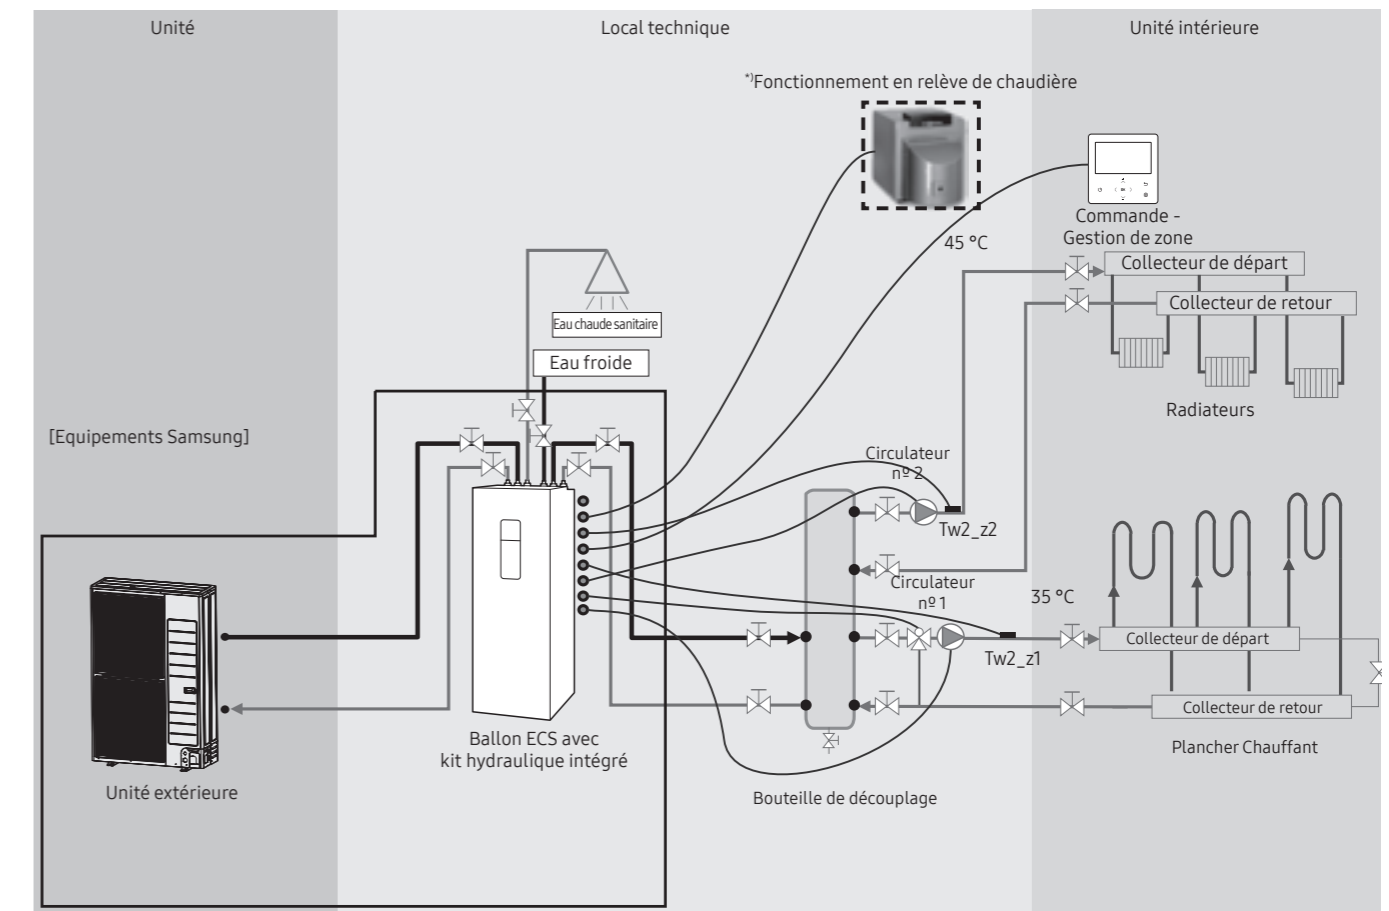 Unité
Local technique
Unité intérieure
*)Fonctionnement en relève de chaudière
Commande -
Gestion de zone
45 °C
Collecteur de départ
Collecteur de retour
Eau chaude sanitaire
Eau froide
Radiateurs
[Equipements Samsung]
Circulateur
nº 2
Tw2_z2
Circulateur
nº 1
35 °C
Collecteur de départ
Tw2_z1
Collecteur de retour
Ballon ECS avec
kit hydraulique intégré
Plancher Chauffant
Unité extérieure
Bouteille de découplage